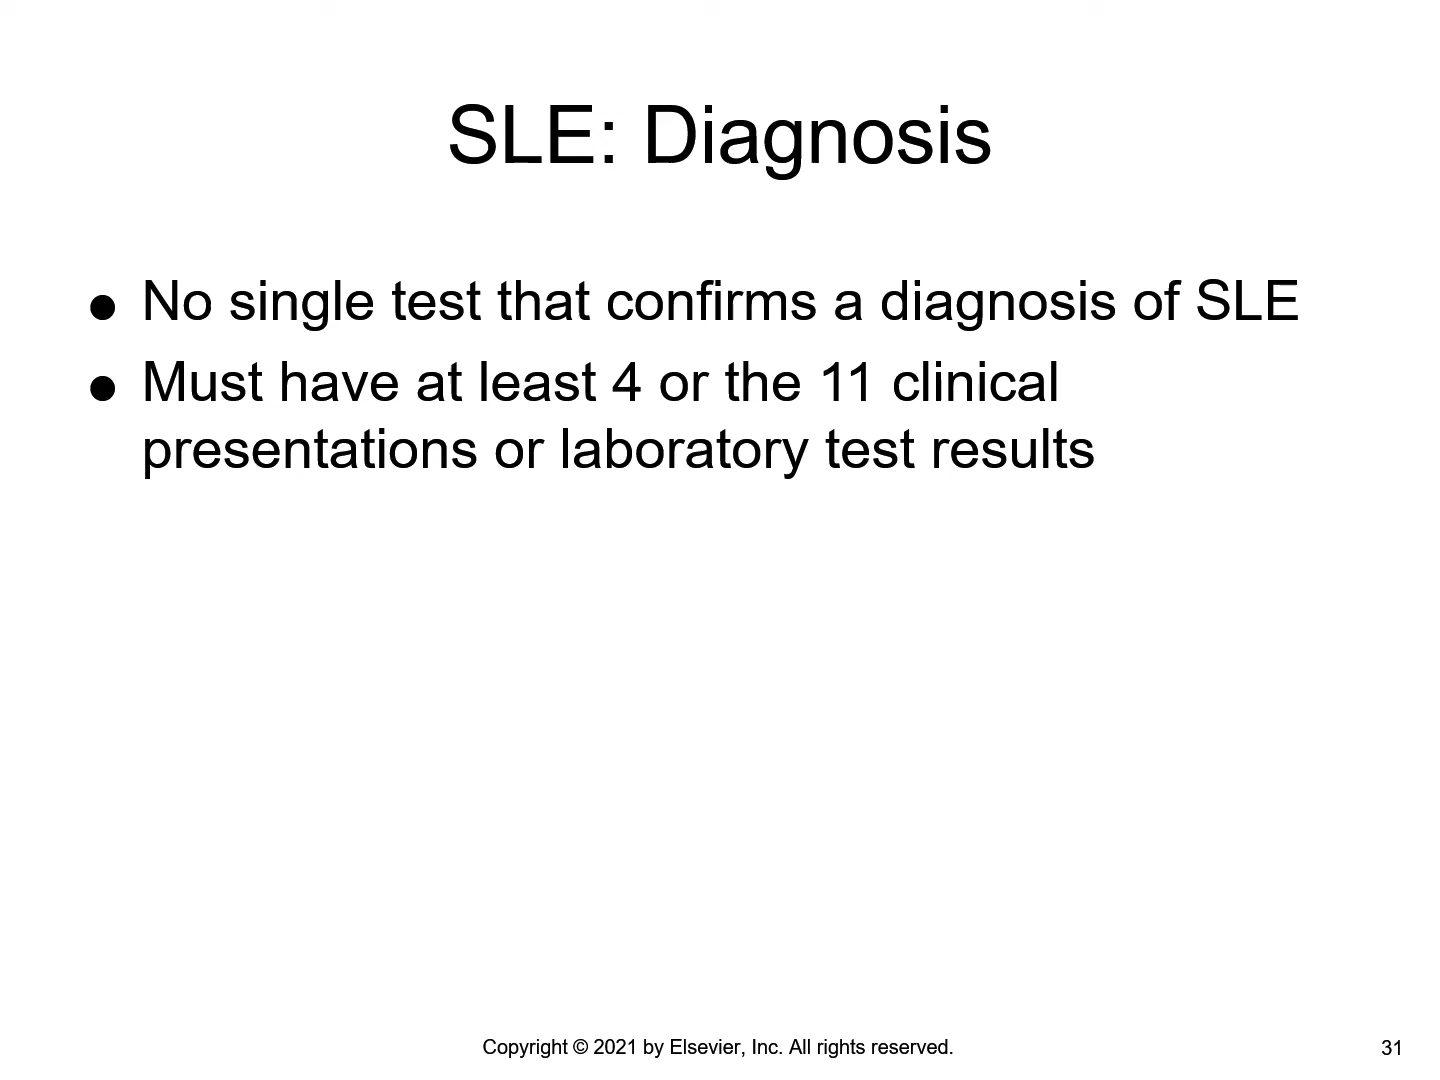 SLE: Diagnosis
● No single test that confirms a diagnosis of SLE
● Must have at least 4 or the 11 clinical
presentations or laboratory test results
Copyright © 2021 by Elsevier, Inc. All rights reserved.
31